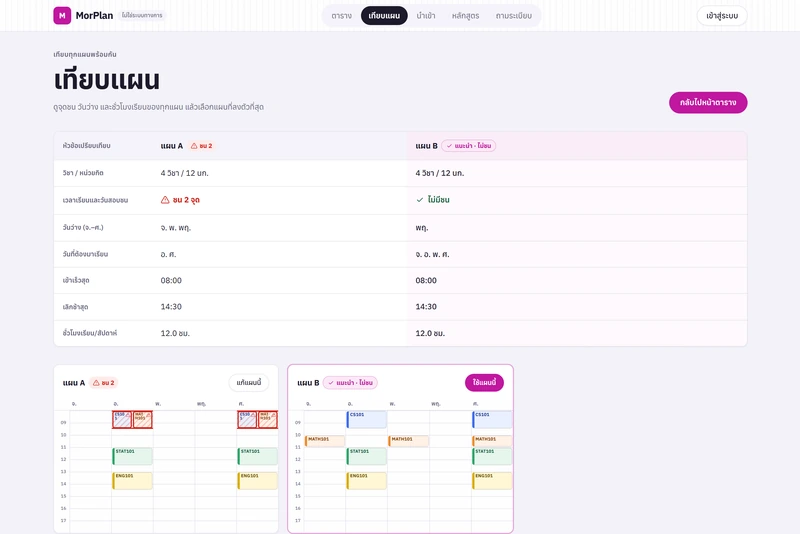 M MorPlan ไม่ใช่ระบบทางการ ตาราง เทียบแผน นำเข้า หลักสูตร ถามระเบียบ เข้าสู่ระบบ
เทียบทุกแผนพร้อมกัน
เทียบแผน
ดูจุดชน วันว่าง และชั่วโมงเรียนของทุกแผน แล้วเลือกแผนที่ลงตัวที่สุด
กลับไปหน้าตาราง
หัวข้อเปรียบเทียบ แผน A ชน 2 แผน B แนะนำ · ไม่ชน
วิชา / หน่วยกิต 4 วิชา / 12 นก. 4 วิชา / 12 นก.
เวลาเรียนและวันสอบชน ชน 2 จุด ไม่มีชน
วันว่าง (จ.–ศ.) จ. พ. พฤ. พฤ.
วันที่ต้องมาเรียน อ. ศ. จ. อ. พ. ศ.
เช้าเร็วสุด 08:00 08:00
เลิกช้าสุด 14:30 14:30
ชั่วโมงเรียน/สัปดาห์ 12.0 ชม. 12.0 ชม.
แผน A ชน 2 แก้แผนนี้
จ. อ. พ. พฤ. ศ.
09
10
11 STAT101 STAT101
12
13 ENG101 ENG101
14
15
16
17
แผน B แนะนำ · ไม่ชน ใช้แผนนี้
จ. อ. พ. พฤ. ศ.
CS101 CS101
09
10 MATH101 MATH101 MATH101
11 STAT101 STAT101
12
13 ENG101 ENG101
14
15
16
17